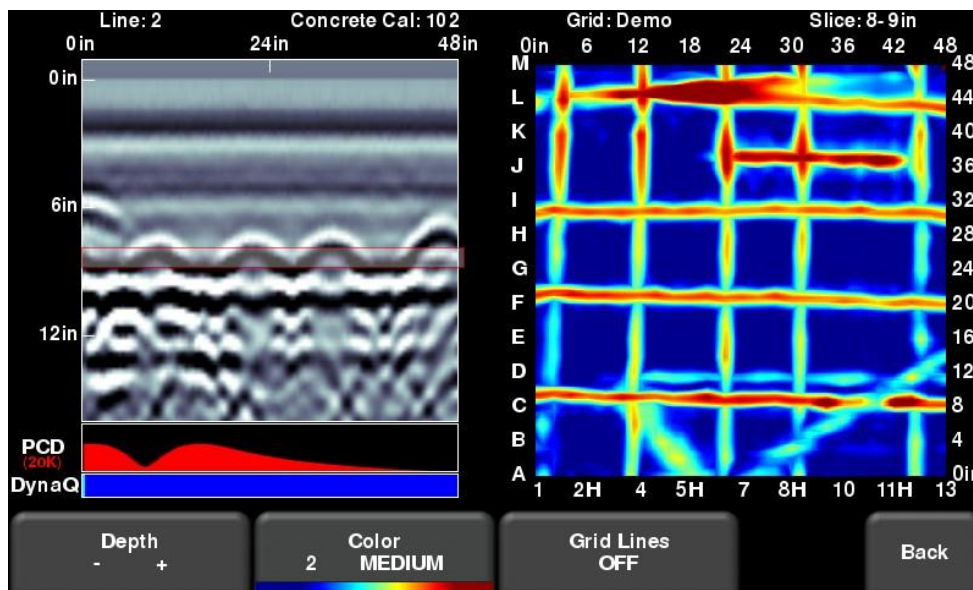 Line: 2 Concrete Cal: 102 Grid: Demo Slice: 8-9in
0in 24in 48in 0in 6 12 18 24 30 36 42 48
0in
6in
12in
M 48
L 44
K 40
J 36
I 32
H 28
G 24
F 20
E 16
D 12
C 8
B 4
A 0in
1 2H 4 5H 7 8H 10 11H 13
PCD
(20K)
DynaQ
Depth
- +
Color
2 MEDIUM
Grid Lines
OFF
Back